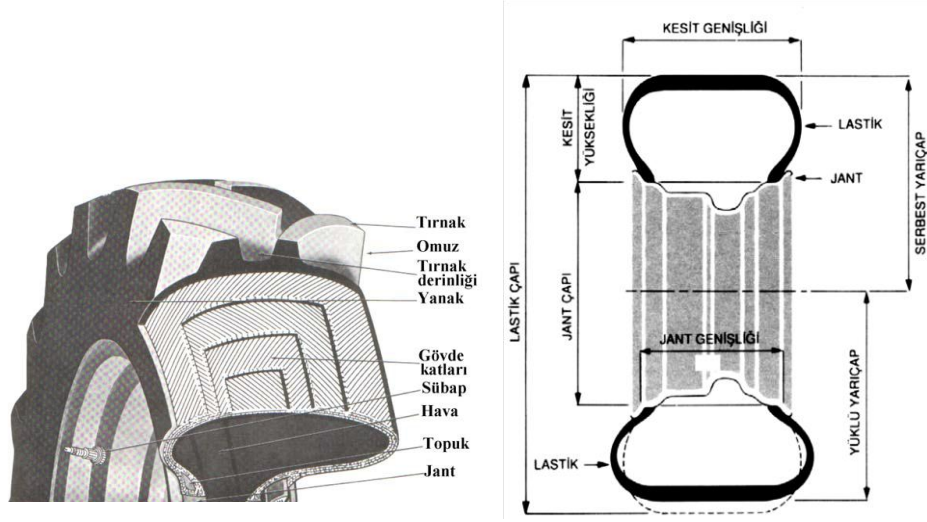 Tırnak
Omuz
Tırnak
derinliği
Yanak
Gövde
katları
Sübap
Hava
Topuk
Jant
KESİT GENİŞLİĞİ
KESİT
YÜKSEKLİĞİ
LASTİK
JANT
SERBEST YARIÇAP
LASTİK ÇAPI
JANT ÇAPI
JANT GENİŞLİĞİ
YÜKLÜ YARIÇAP
LASTİK